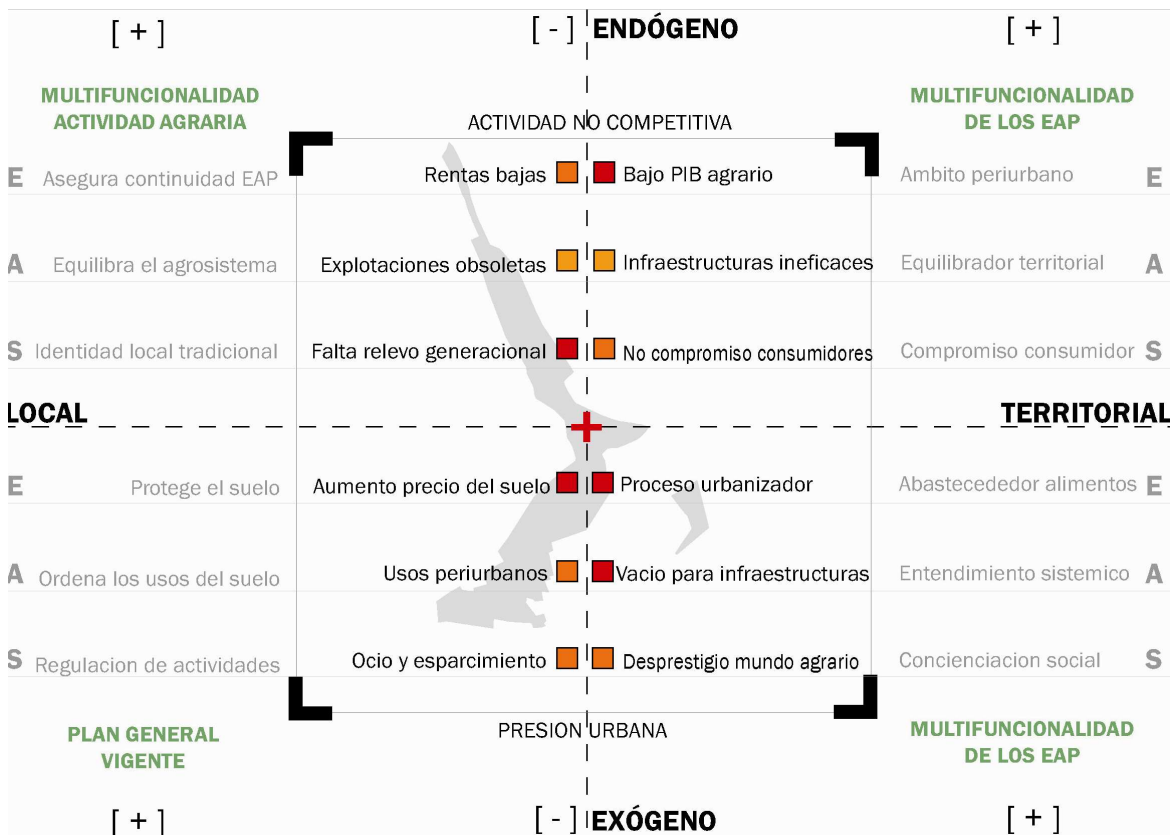 [ + ] [ - ] ENDÓGENO [ + ]
MULTIFUNCIONALIDAD MULTIFUNCIONALIDAD
ACTIVIDAD AGRARIA ACTIVIDAD NO COMPETITIVA DE LOS EAP
E Asegura continuidad EAP Rentas bajas Bajo PIB agrario Ambito periurbano E
A Equilibra el agrosistema Explotaciones obsoletas Infraestructuras ineficaces Equilibrador territorial A
S Identidad local tradicional Falta relevo generacional No compromiso consumidores Compromiso consumidor S
LOCAL TERRITORIAL
E Protege el suelo Aumento precio del suelo Proceso urbanizador Abastecededor alimentos E
A Ordena los usos del suelo Usos periurbanos Vacio para infraestructuras Entendimiento sistemico A
S Regulacion de actividades Ocio y esparcimiento Desprestigio mundo agrario Concienciacion social S
PLAN GENERAL PRESION URBANA MULTIFUNCIONALIDAD
VIGENTE DE LOS EAP
[ + ] [ - ] EXÓGENO [ + ]